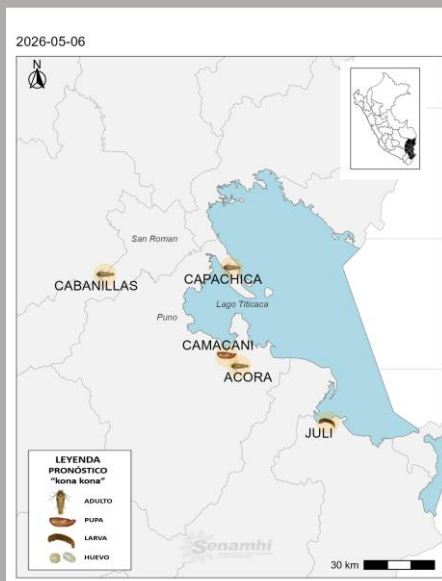 2026-05-06
N
San Roman
CABANILLAS
CAPACHICA
Lago Titicaca
Puno
CAMACANI
ACORA
JULI
LEYENDA
PRONÓSTICO
"kona kona"
ADULTO
PUPA
LARVA
HUEVO
Senamhi
30 km